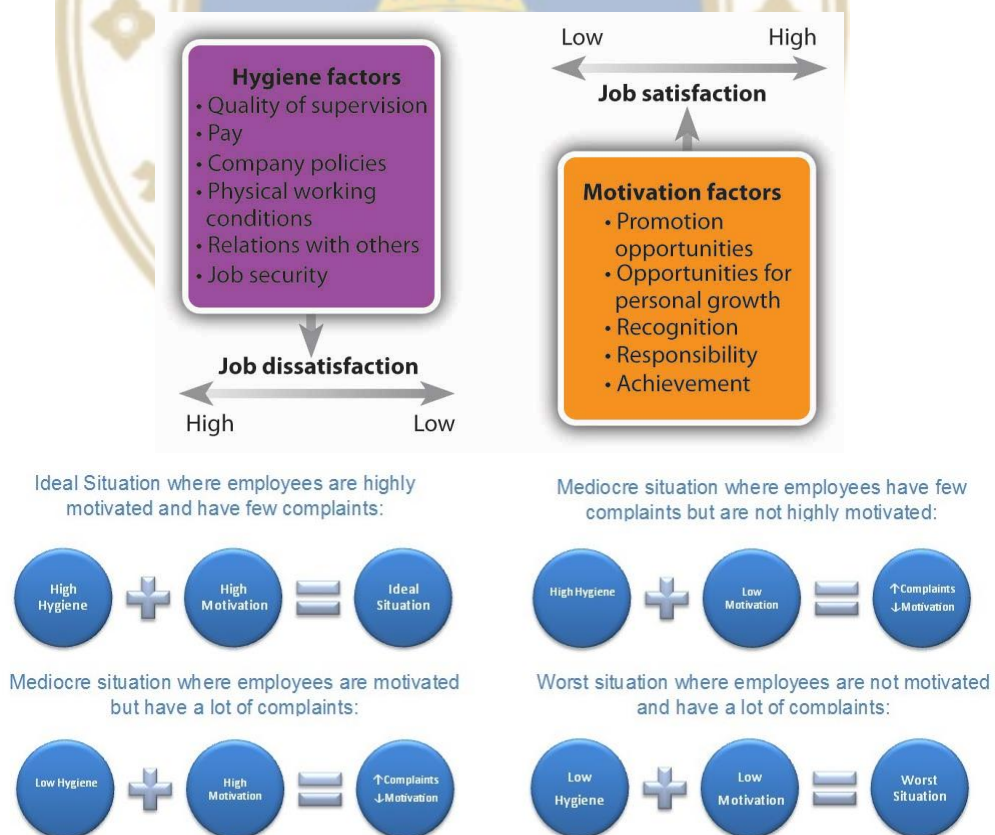 Hygiene factors
• Quality of supervision
• Pay
• Company policies
• Physical working
conditions
• Relations with others
• Job security
Job dissatisfaction
High Low
Low High
Job satisfaction
Motivation factors
• Promotion
opportunities
• Opportunities for
personal growth
• Recognition
• Responsibility
• Achievement
Ideal Situation where employees are highly
motivated and have few complaints:
High
Hygiene
High
Motivation
Ideal
Situation
Mediocre situation where employees have few
complaints but are not highly motivated:
High Hygiene
Low
Motivation
↑Complaints
↓Motivation
Mediocre situation where employees are motivated
but have a lot of complaints:
Low Hygiene
High
Motivation
↑Complaints
↓Motivation
Worst situation where employees are not motivated
and have a lot of complaints:
Low
Hygiene
Low
Motivation
Worst
Situation